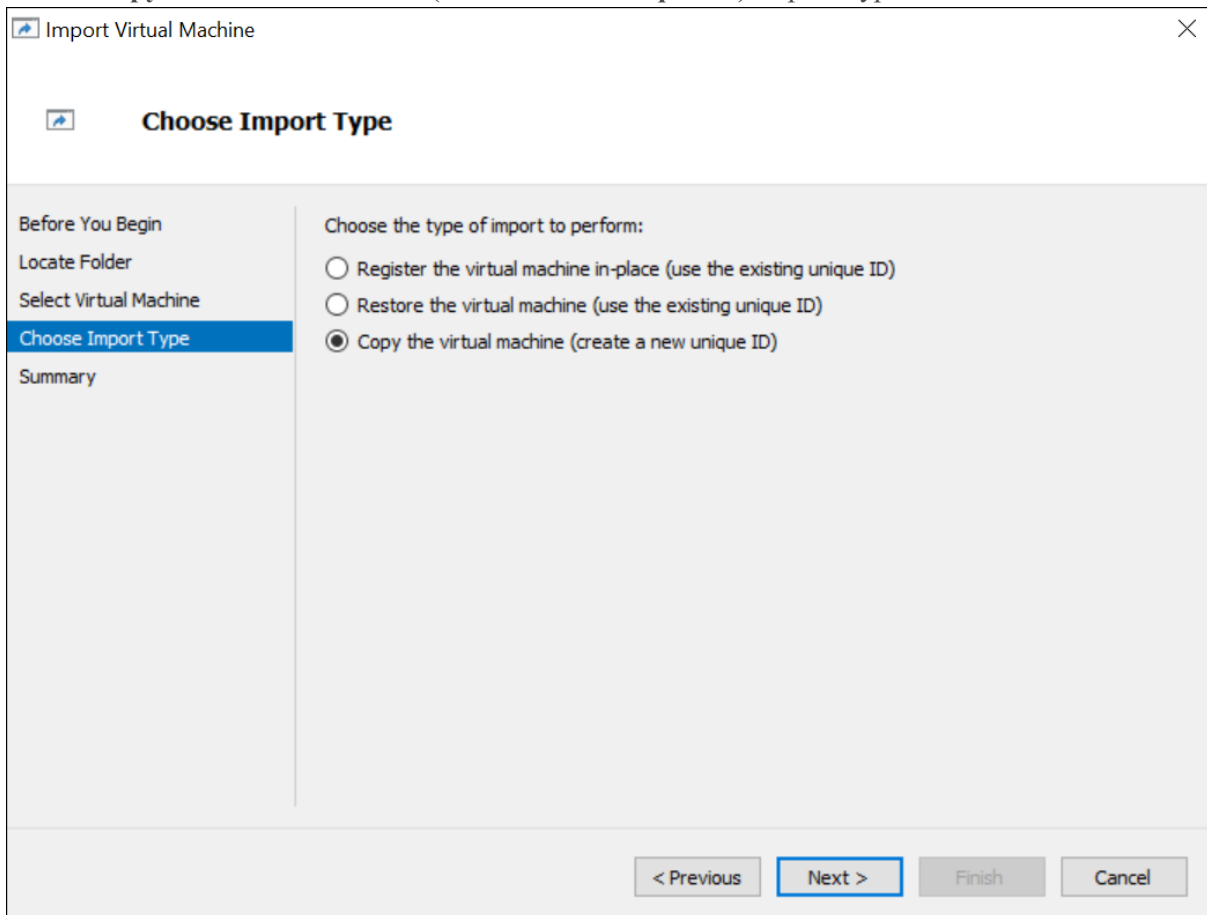 Import Virtual Machine
Choose Import Type
Before You Begin
Locate Folder
Select Virtual Machine
Choose Import Type
Summary
Choose the type of import to perform:
Register the virtual machine in-place (use the existing unique ID)
Restore the virtual machine (use the existing unique ID)
Copy the virtual machine (create a new unique ID)
< Previous
Next >
Finish
Cancel